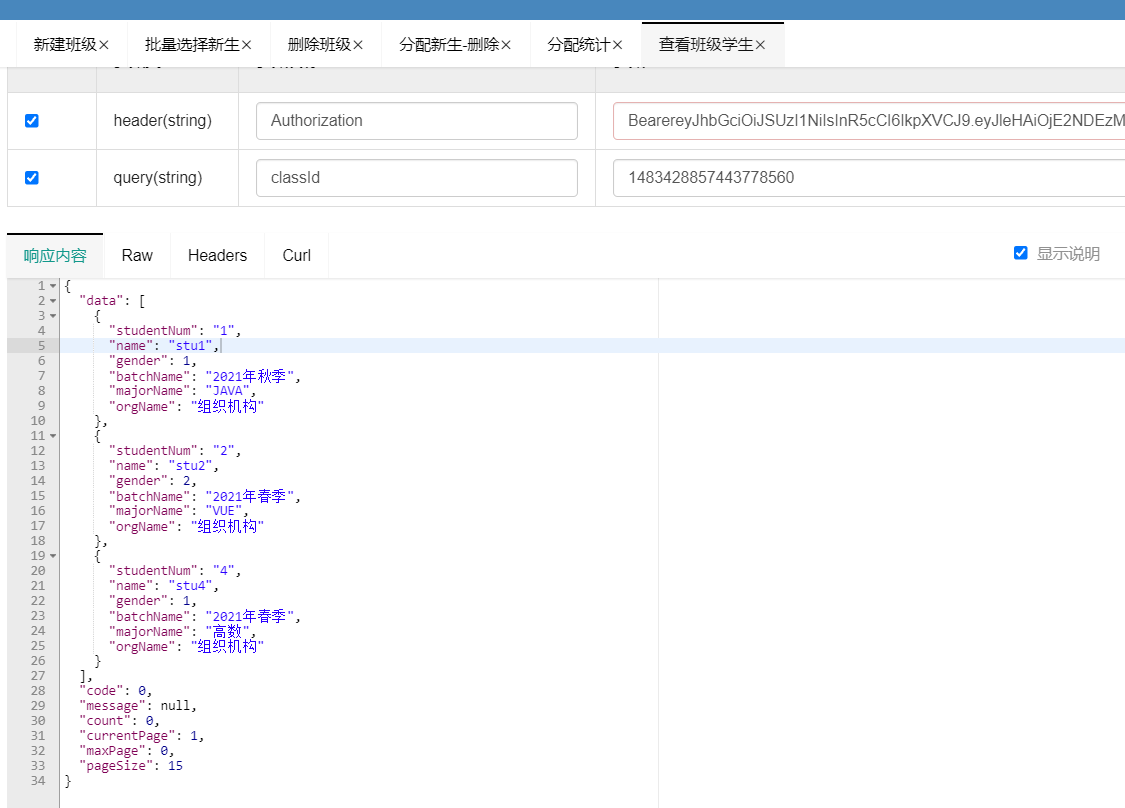 新建班级×
批量选择新生×
删除班级×
分配新生-删除×
分配统计×
查看班级学生×
header(string)
Authorization
query(string)
classId
1483428857443778560
响应内容
Raw
Headers
Curl
显示说明
1 {
2 "data": [
3 {
4 "studentNum": "1",
5 "name": "stu1",
6 "gender": 1,
7 "batchName": "2021年秋季",
8 "majorName": "JAVA",
9 "orgName": "组织机构"
10 },
11 {
12 "studentNum": "2",
13 "name": "stu2",
14 "gender": 2,
15 "batchName": "2021年春季",
16 "majorName": "VUE",
17 "orgName": "组织机构"
18 },
19 {
20 "studentNum": "4",
21 "name": "stu4",
22 "gender": 1,
23 "batchName": "2021年春季",
24 "majorName": "高数",
25 "orgName": "组织机构"
26 }
27 ],
28 "code": 0,
29 "message": null,
30 "count": 0,
31 "currentPage": 1,
32 "maxPage": 0,
33 "pageSize": 15
34 }